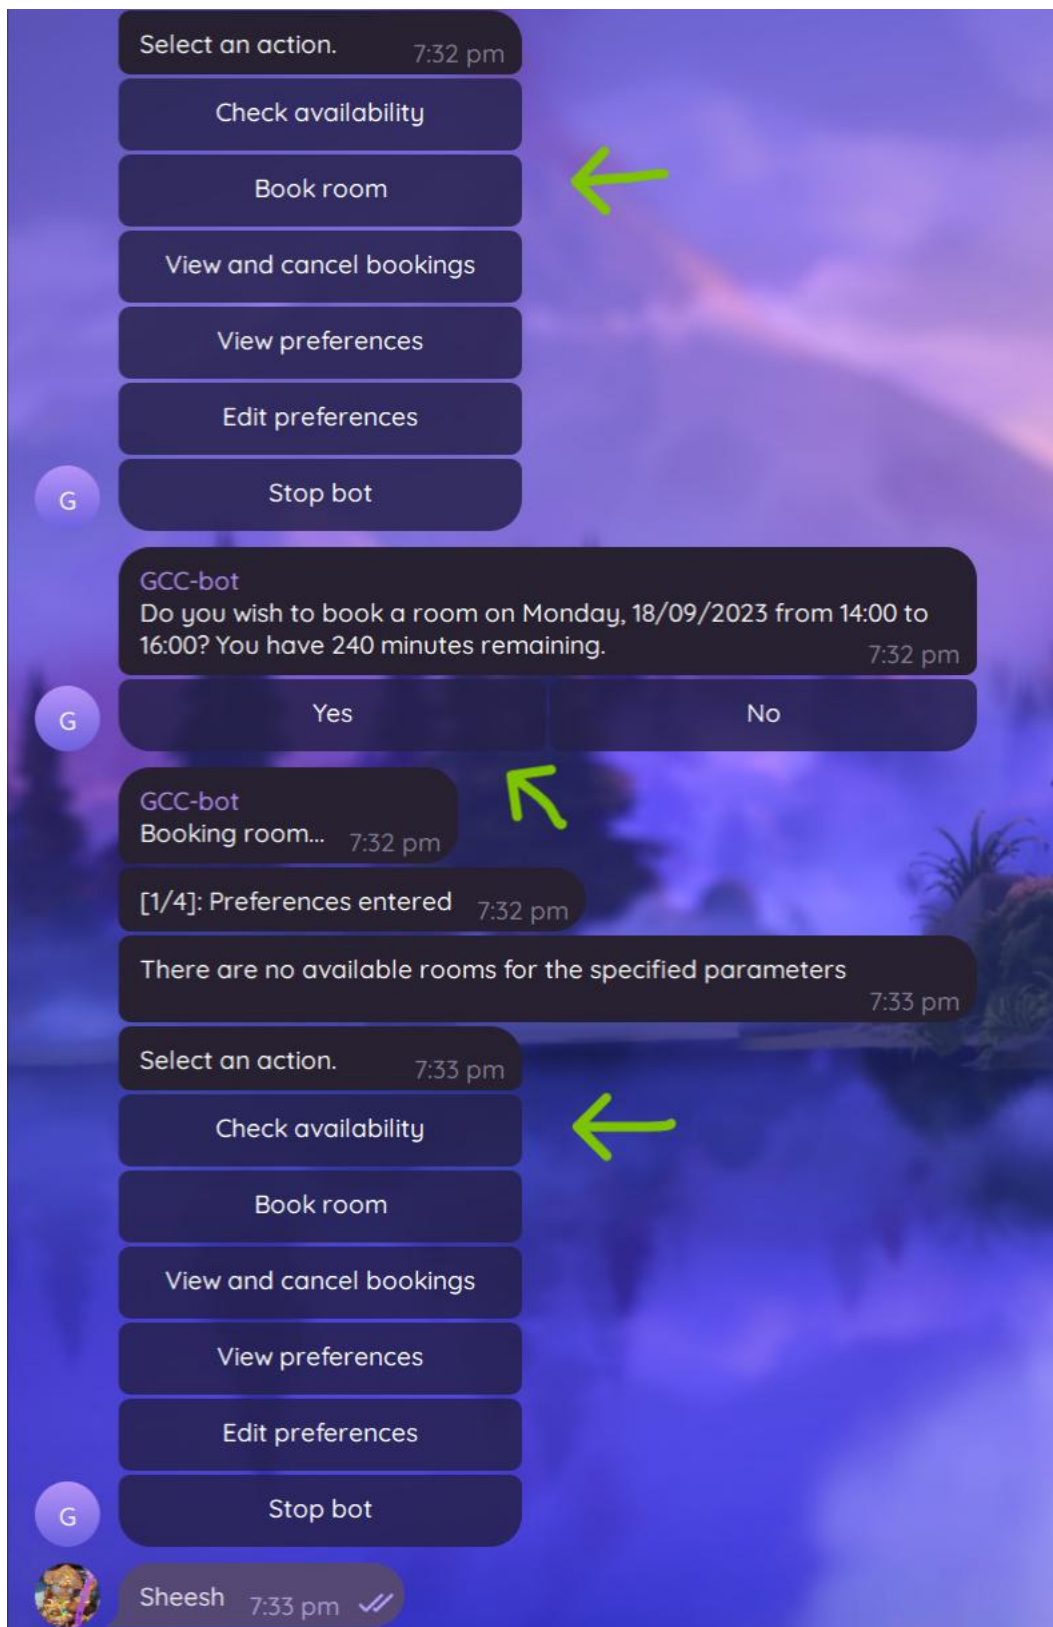 Select an action. 7:32 pm
Check availability
Book room
View and cancel bookings
View preferences
Edit preferences
G
Stop bot
GCC-bot
Do you wish to book a room on Monday, 18/09/2023 from 14:00 to
16:00? You have 240 minutes remaining. 7:32 pm
G
Yes No
GCC-bot
Booking room... 7:32 pm
[1/4]: Preferences entered 7:32 pm
There are no available rooms for the specified parameters
7:33 pm
Select an action. 7:33 pm
Check availability
Book room
View and cancel bookings
View preferences
Edit preferences
G
Stop bot
Sheesh 7:33 pm